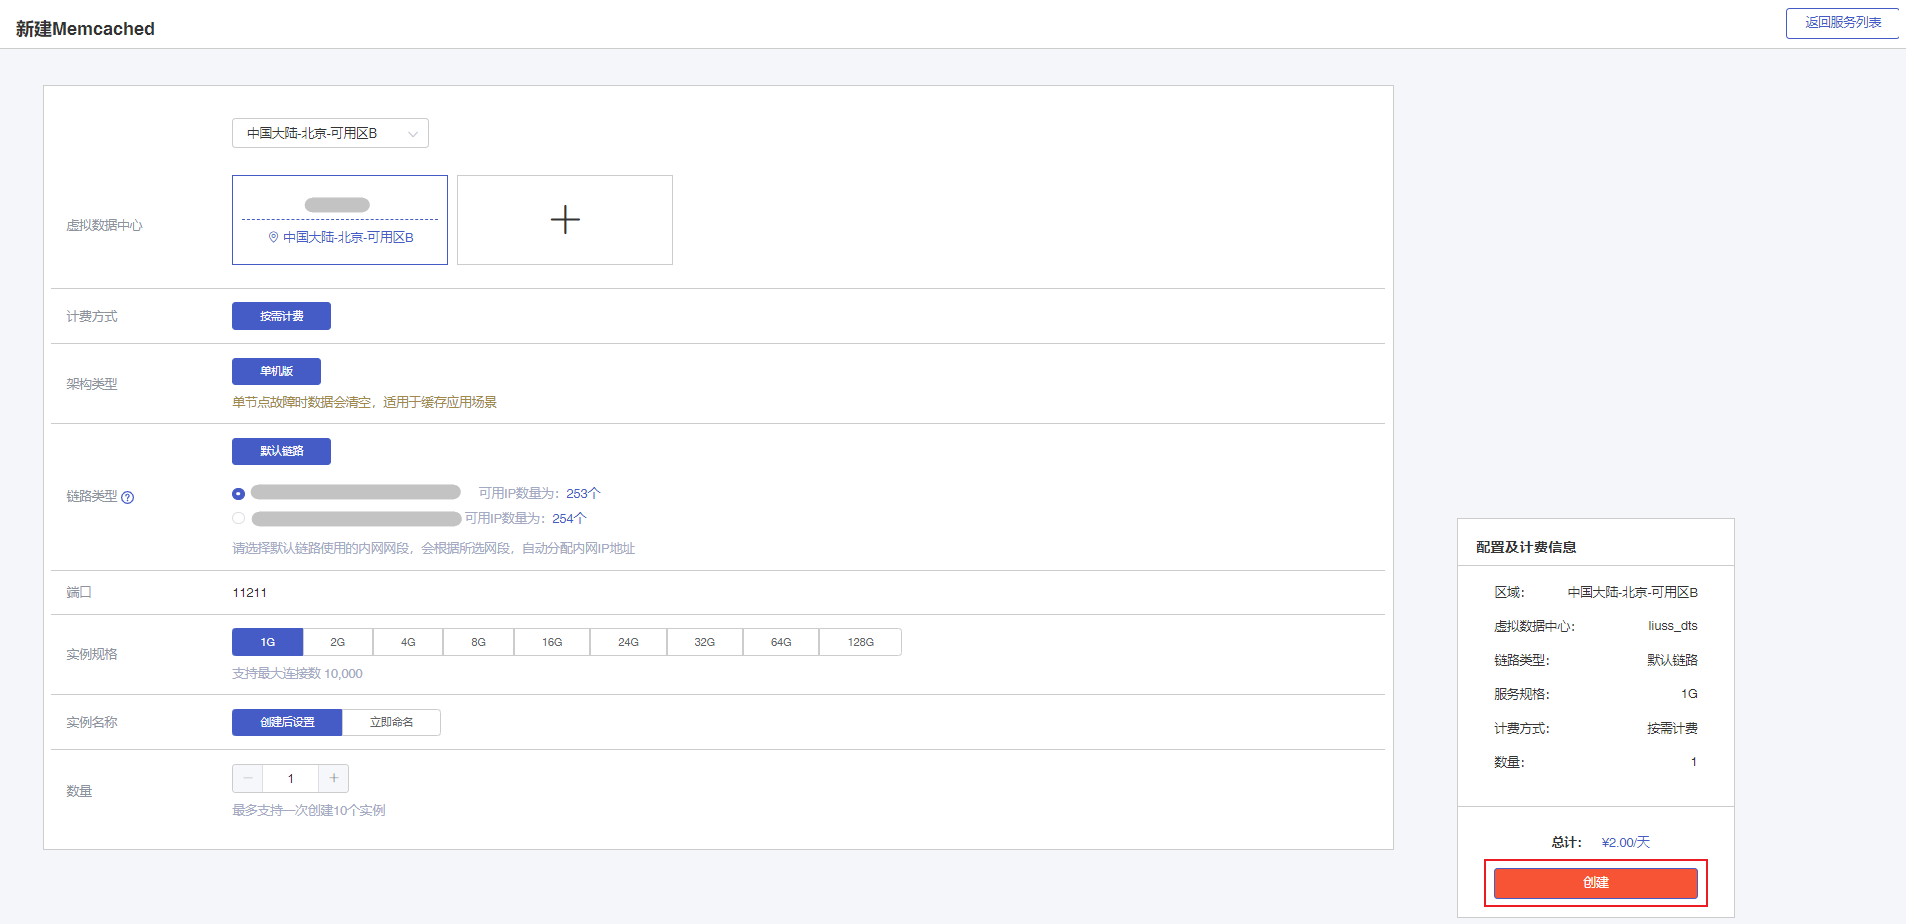 新建Memcached
返回服务列表
中国大陆-北京-可用区B
虚拟数据中心
中国大陆-北京-可用区B
计费方式
按需计费
架构类型
单机版
单节点故障时数据会清空，适用于缓存应用场景
链路类型
默认链路
可用IP数量为：253个
可用IP数量为：254个
请选择默认链路使用的内网网段，会根据所选网段，自动分配内网IP地址
端口
11211
实例规格
1G 2G 4G 8G 16G 24G 32G 64G 128G
支持最大连接数 10,000
实例名称
创建后设置 立即命名
数量
1
最多支持一次创建10个实例
配置及计费信息
区域： 中国大陆-北京-可用区B
虚拟数据中心： liuss_dts
链路类型： 默认链路
服务规格： 1G
计费方式： 按需计费
数量： 1
总计： ¥2.00/天
创建